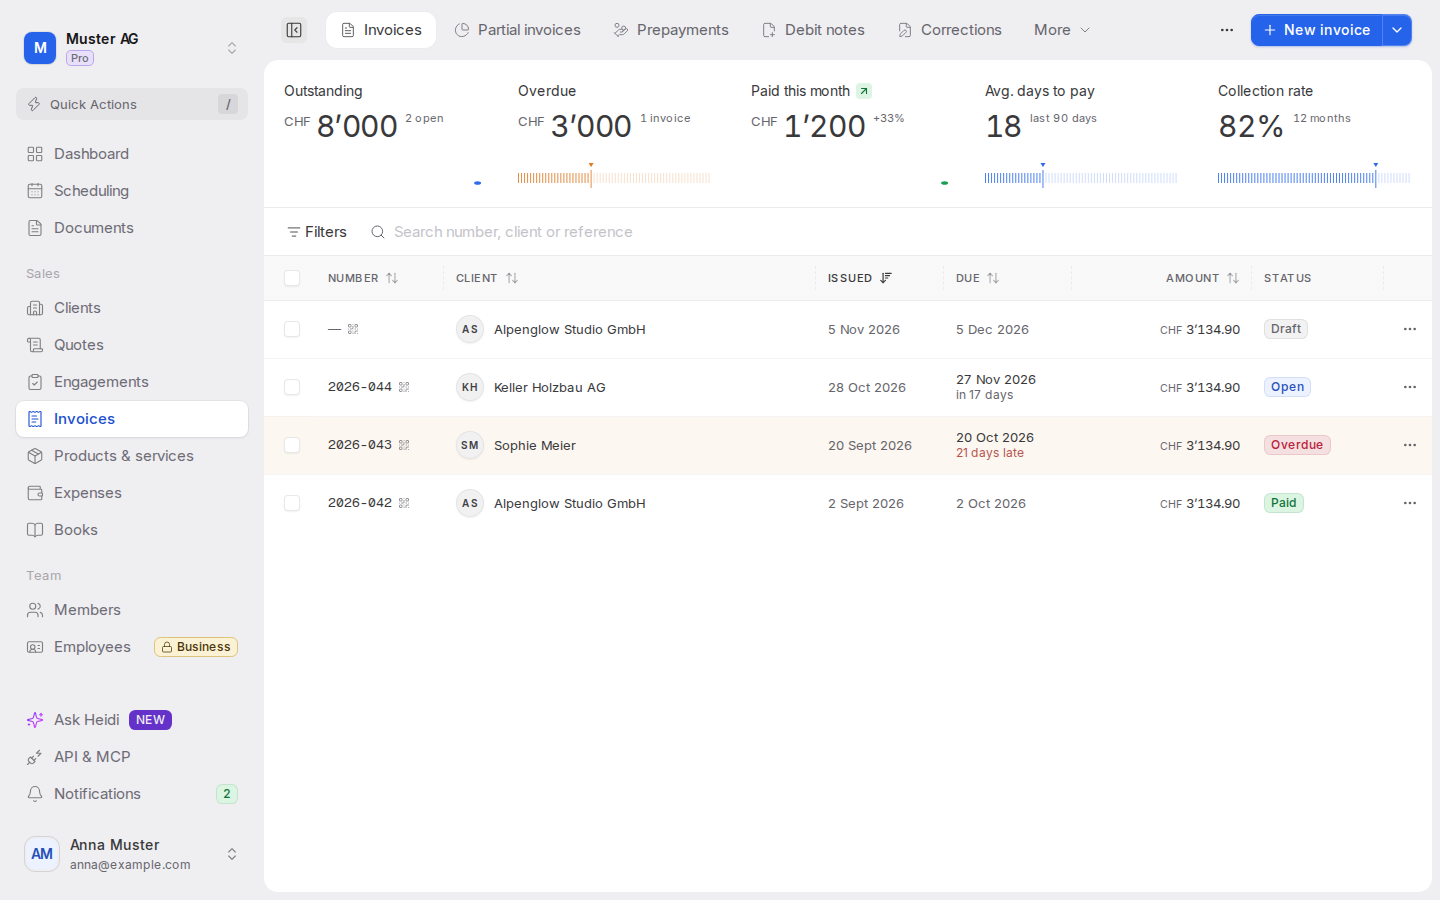 Muster AG
Pro
Quick Actions
/
Dashboard
Scheduling
Documents
Sales
Clients
Quotes
Engagements
Invoices
Products & services
Expenses
Books
Team
Members
Employees
Business
Ask Heidi
NEW
API & MCP
Notifications
2
AM
Anna Muster
anna@example.com
M
Invoices
Partial invoices
Prepayments
Debit notes
Corrections
More
New invoice
Outstanding
CHF 8’000 2 open
Overdue
CHF 3’000 1 invoice
Paid this month
CHF 1’200 +33%
Avg. days to pay
18 last 90 days
Collection rate
82% 12 months
Filters
Search number, client or reference
NUMBER CLIENT ISSUED DUE AMOUNT STATUS
— AS Alpenglow Studio GmbH 5 Nov 2026 5 Dec 2026 CHF 3’134.90 Draft
2026-044 KH Keller Holzbau AG 28 Oct 2026 27 Nov 2026 CHF 3’134.90 Open
in 17 days
2026-043 SM Sophie Meier 20 Sept 2026 20 Oct 2026 CHF 3’134.90 Overdue
21 days late
2026-042 AS Alpenglow Studio GmbH 2 Sept 2026 2 Oct 2026 CHF 3’134.90 Paid